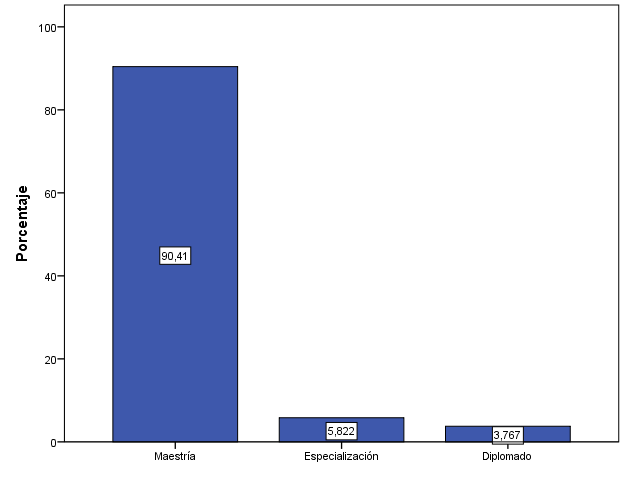 Porcentaje
100
80
60
40
20
0
90,41
5,822
3,767
Maestría
Especialización
Diplomado